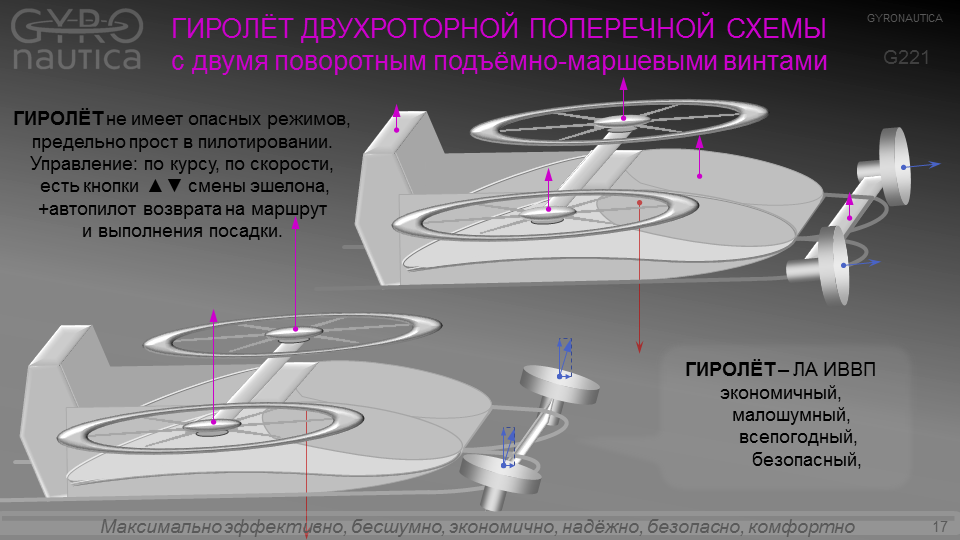 GYRO
nautica
ГИРОЛЁТ ДВУХРОТОРНОЙ ПОПЕРЕЧНОЙ СХЕМЫ
с двумя поворотным подъёмно-маршевыми винтами
GYRONAUTICA
G221
ГИРОЛЁТ не имеет опасных режимов,
предельно прост в пилотировании.
Управление: по курсу, по скорости,
есть кнопки ▲▼ смены эшелона,
+автопилот возврата на маршрут
и выполнения посадки.
ГИРОЛЁТ – ЛА ИВВП
экономичный,
малошумный,
всепогодный,
безопасный,
Максимально эффективно, бесшумно, экономично, надёжно, безопасно, комфортно
17